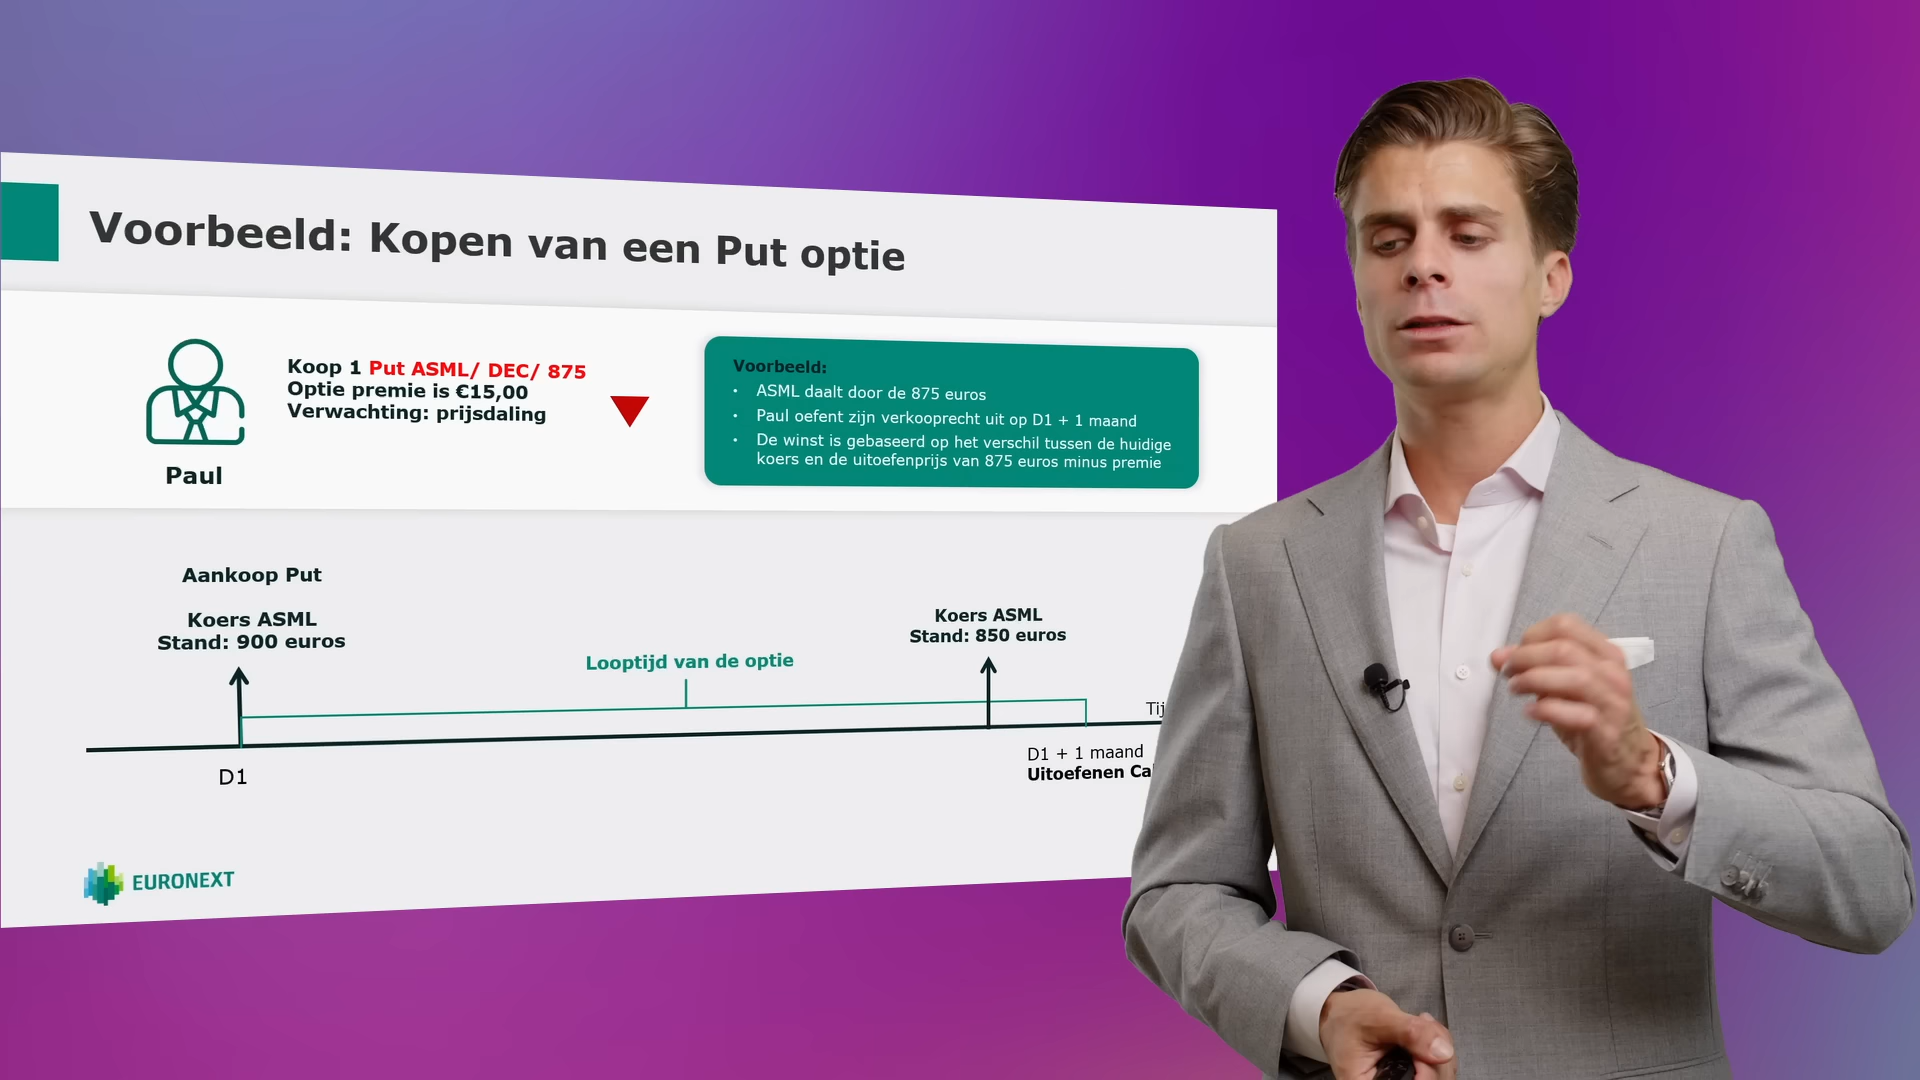 Voorbeeld: Kopen van een Put optie
Koop 1 Put ASML/ DEC/ 875
Optie premie is €15,00
Verwachting: prijsdaling
Paul
Voorbeeld:
• ASML daalt door de 875 euros
• Paul oefent zijn verkooprecht uit op D1 + 1 maand
• De winst is gebaseerd op het verschil tussen de huidige
koers en de uitoefenprijs van 875 euros minus premie
Aankoop Put
Koers ASML
Stand: 900 euros
Looptijd van de optie
Koers ASML
Stand: 850 euros
D1
D1 + 1 maand
Uitoefenen
EURONEXT